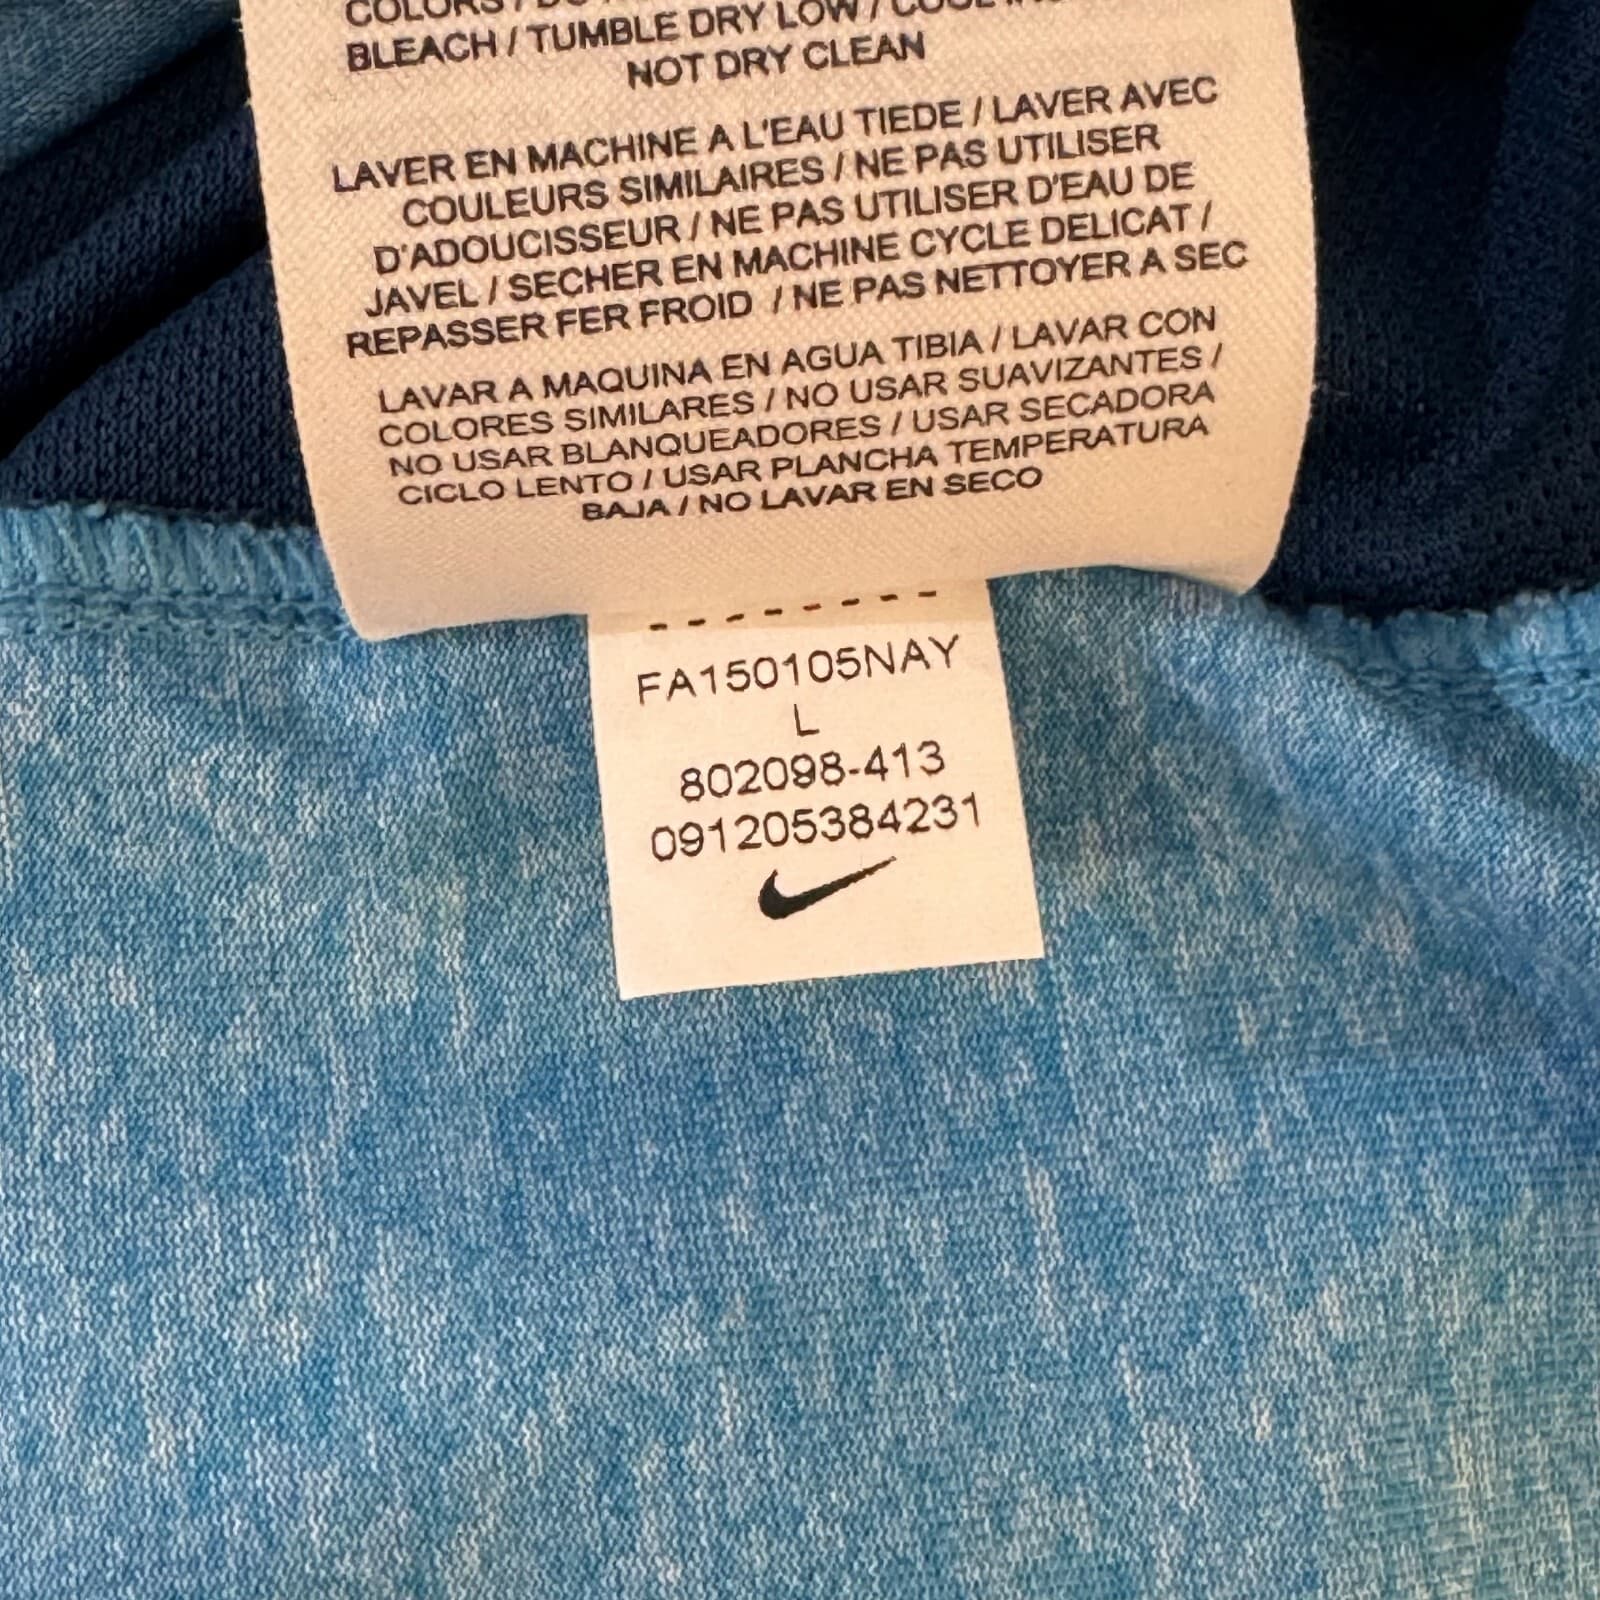 COLORS /
BLEACH / TUMBLE DRY LOW /
NOT DRY CLEAN
LAVER EN MACHINE A L'EAU TIEDE / LAVER AVEC
COULEURS SIMILAIRES / NE PAS UTILISER
D'ADOUCISSEUR / NE PAS UTILISER D'EAU DE
JAVEL / SECHER EN MACHINE CYCLE DELICAT /
REPASSER FER FROID / NE PAS NETTOYER A SEC
LAVAR A MAQUINA EN AGUA TIBIA / LAVAR CON
COLORES SIMILARES / NO USAR SUAVIZANTES /
NO USAR BLANQUEADORES / USAR SECADORA
CICLO LENTO / USAR PLANCHA TEMPERATURA
BAJA / NO LAVAR EN SECO
FA150105NAY
L
802098-413
091205384231